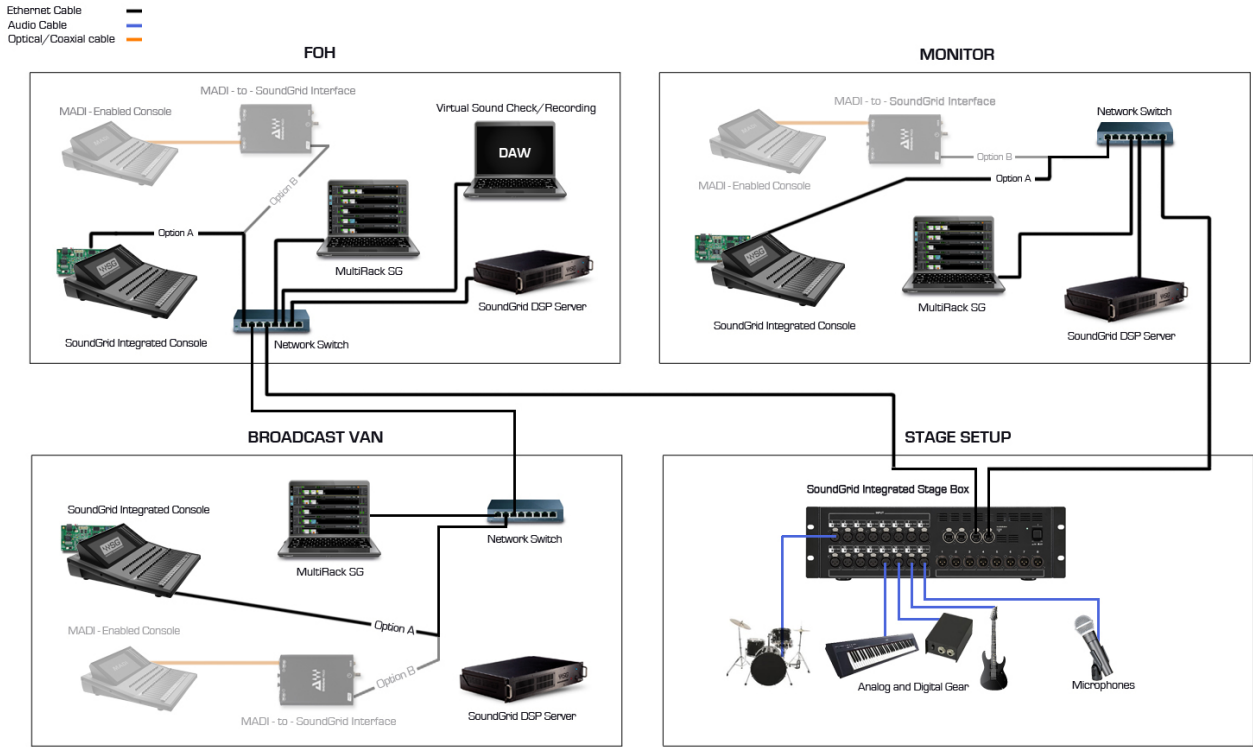 Ethernet Cable
Audio Cable
Optical/Coaxial cable
FOH
MADI - to - SoundGrid Interface
MADI - Enabled Console
Virtual Sound Check/Recording
DAW
Option B
Option A
MultiRack SG
SoundGrid DSP Server
SoundGrid Integrated Console
Network Switch
MONITOR
MADI - to - SoundGrid Interface
Network Switch
Option B
Option A
MADI - Enabled Console
MultiRack SG
SoundGrid Integrated Console
SoundGrid DSP Server
BROADCAST VAN
SoundGrid Integrated Console
MultiRack SG
Network Switch
Option A
MADI - Enabled Console
Option B
MADI - to - SoundGrid Interface
SoundGrid DSP Server
STAGE SETUP
SoundGrid Integrated Stage Box
Analog and Digital Gear
Microphones